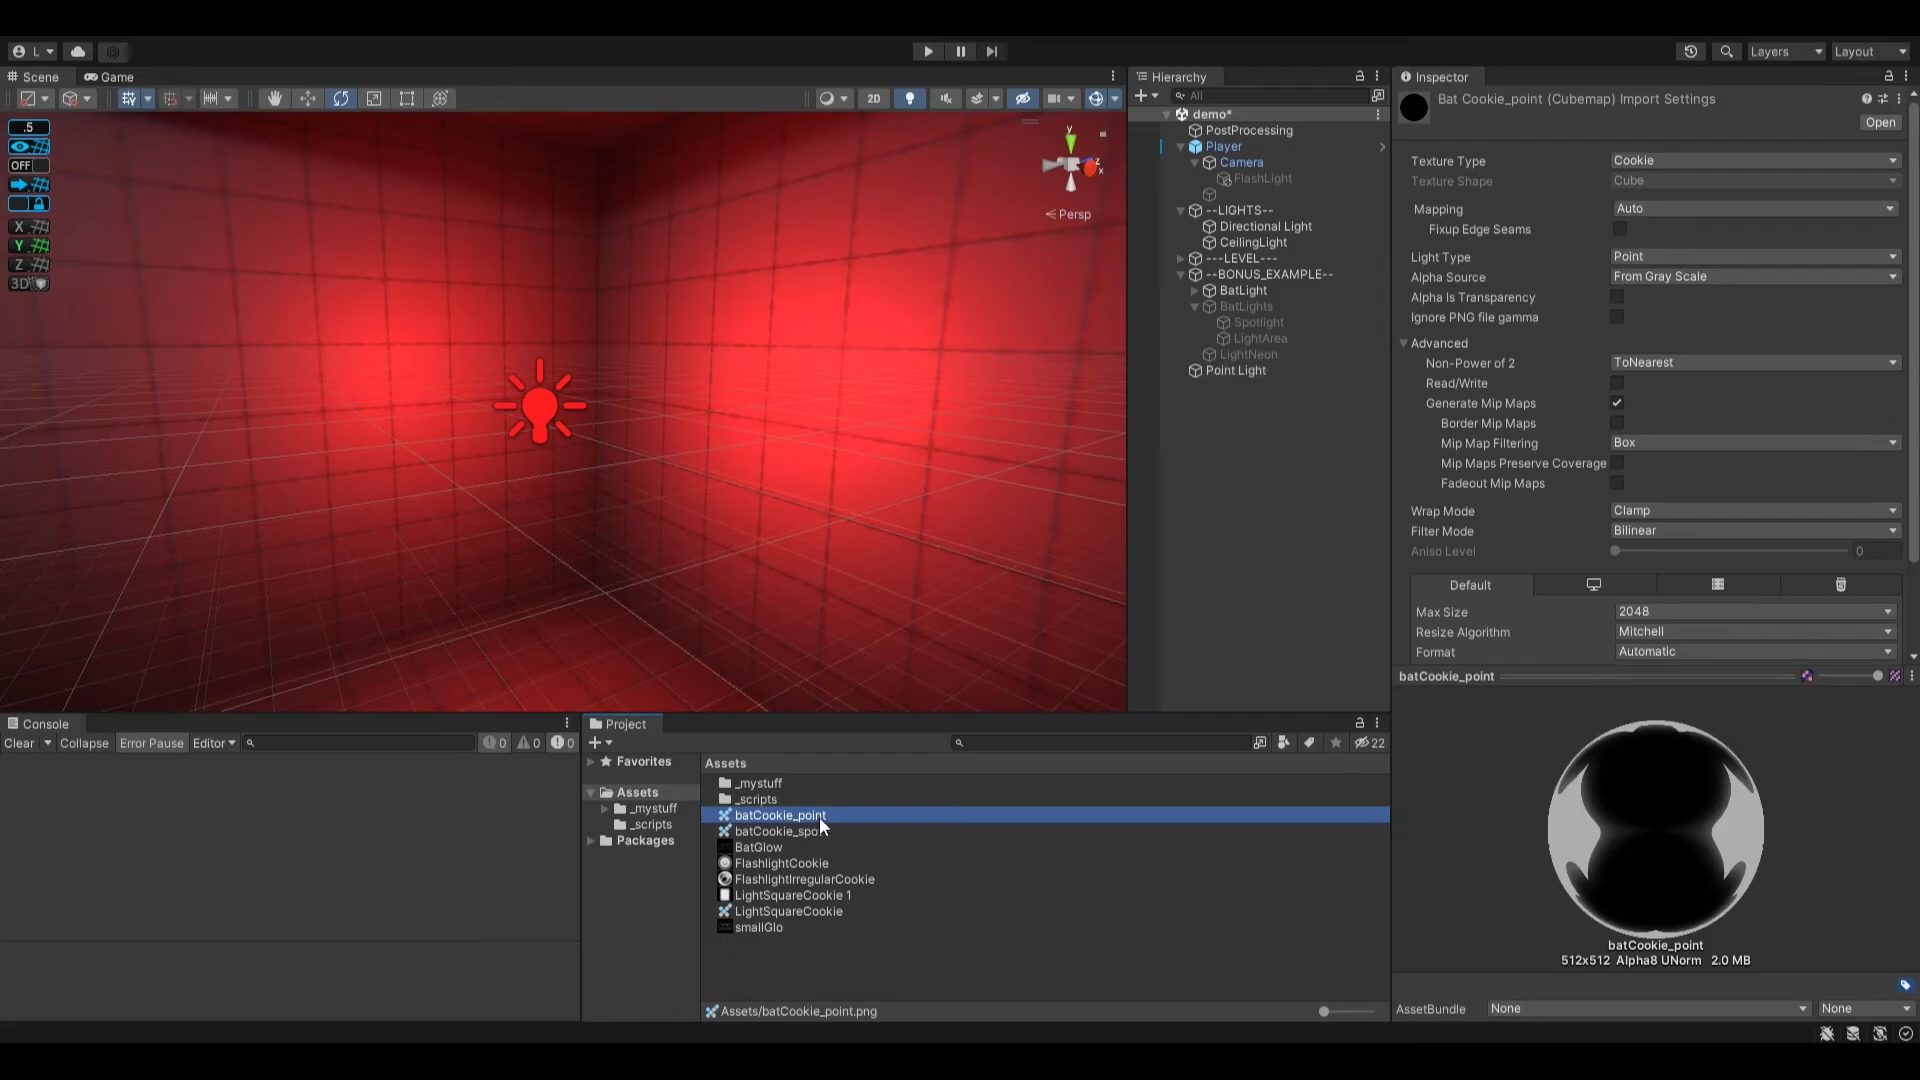 L
Layers
Layout
Scene
Game
2D
.5
OFF
X
Y
Z
3D
y
z
x
Persp
Hierarchy
All
demo*
PostProcessing
Player
Camera
FlashLight
--LIGHTS--
Directional Light
CeilingLight
---LEVEL---
--BONUS_EXAMPLE--
BatLight
BatLights
Spotlight
LightArea
LightNeon
Point Light
Inspector
Bat Cookie_point (Cubemap) Import Settings
Open
Texture Type Cookie
Texture Shape Cube
Mapping Auto
Fixup Edge Seams
Light Type Point
Alpha Source From Gray Scale
Alpha Is Transparency
Ignore PNG file gamma
Advanced
Non-Power of 2 ToNearest
Read/Write
Generate Mip Maps
Border Mip Maps
Mip Map Filtering Box
Mip Maps Preserve Coverage
Fadeout Mip Maps
Wrap Mode Clamp
Filter Mode Bilinear
Aniso Level 0
Default
Max Size 2048
Resize Algorithm Mitchell
Format Automatic
batCookie_point
batCookie_point
512x512 Alpha8 UNorm 2.0 MB
AssetBundle None None
Console
Clear Collapse Error Pause Editor 0 0 0
Project
22
Favorites
Assets
_mystuff
_scripts
Packages
Assets
_mystuff
_scripts
batCookie_point
batCookie_spo
BatGlow
FlashlightCookie
FlashlightIrregularCookie
LightSquareCookie 1
LightSquareCookie
smallGlo
Assets/batCookie_point.png